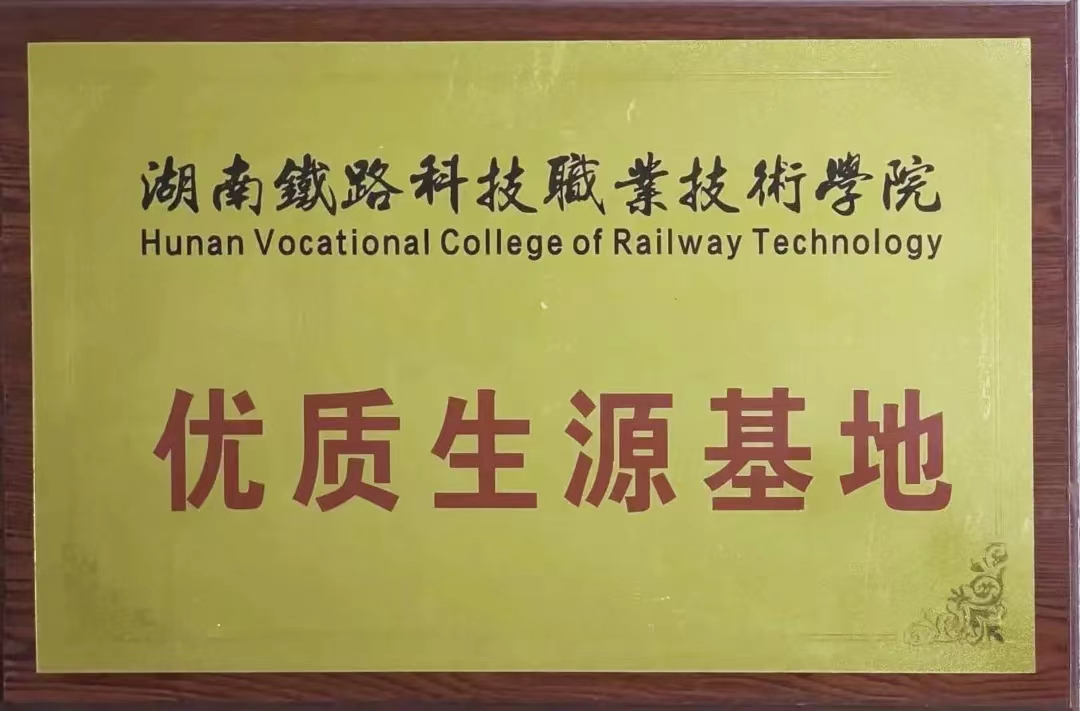 湖南鐵路科技職業技術學院
Hunan Vocational College of Railway Technology
优质生源基地